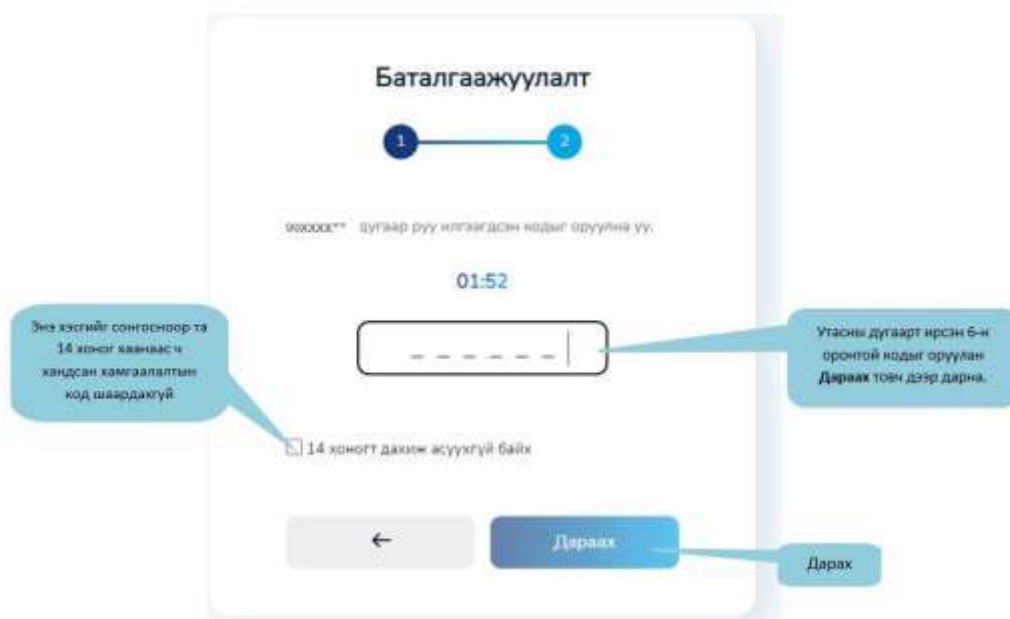 Баталгаажуулалт
1
2
99XXXX** дугаар руу илгээгдсэн кодыг оруулна уу.
01:52
Энэ хэсгийг сонгосноор та
14 хоног хаанаас ч
хандсан хамгаалалтын
код шаардахгүй
_ _ _ _ _ _
Утасны дугаарт ирсэн 6-н
оронтой кодыг оруулан
Дараах товч дээр дарна.
14 хоногт дахиж асуухгүй байх
←
Дараах
Дарах